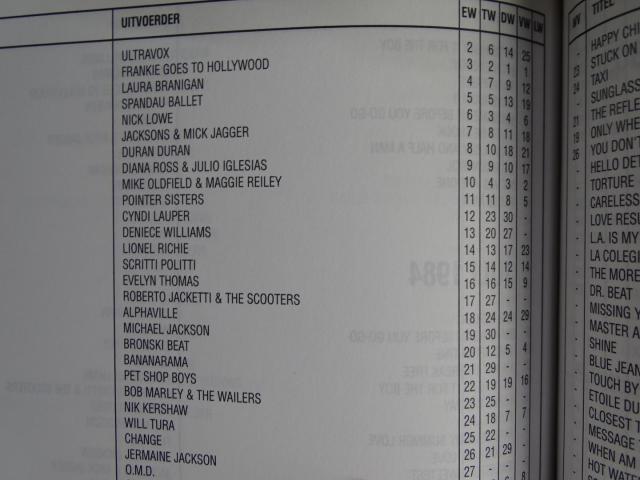 UITVOERDER EW TW DW VW LW
ULTRAVOX 2 6 14 25
FRANKIE GOES TO HOLLYWOOD 3 2 1 1
LAURA BRANIGAN 4 7 9 12
SPANDAU BALLET 5 5 13 19
NICK LOWE 6 3 4 6
JACKSONS & MICK JAGGER 7 8 11 18
DURAN DURAN 8 10 18 21
DIANA ROSS & JULIO IGLESIAS 9 9 10 17
MIKE OLDFIELD & MAGGIE REILEY 10 4 3 2
POINTER SISTERS 11 11 8 5
CYNDI LAUPER 12 23 30 -
DENIECE WILLIAMS 13 20 27 -
LIONEL RICHIE 14 13 17 23
SCRITTI POLITTI 15 14 12 14
EVELYN THOMAS 16 16 15 9
ROBERTO JACKETTI & THE SCOOTERS 17 27 - -
ALPHAVILLE 18 24 24 29
MICHAEL JACKSON 19 30 - -
BRONSKI BEAT 20 12 5 4
BANANARAMA 21 29 - -
PET SHOP BOYS 22 19 19 16
BOB MARLEY & THE WAILERS 23 25 - -
NIK KERSHAW 24 18 7 7
WILL TURA 25 22 - -
CHANGE 26 21 29 -
JERMAINE JACKSON 27 - -
O.M.D.
TITEL
HAPPY
STUCK ON
TAXI
SUNGLASS
THE REFLE
ONLY WHE
YOU DON'T
HELLO DET
TORTURE
CARELESS
LOVE RESU
L.A. IS MY
LA COLEGI
THE MORE
DR. BEAT
MISSING Y
MASTER A
SHINE
BLUE JEAN
TOUCH BY
ETOILE DU
CLOSEST T
MESSAGE
WHEN AM
HOT WATE